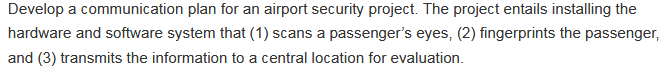 Develop a communication plan for an airport security project. The project entails installing the
hardware and software system that (1) scans a passenger’s eyes, (2) fingerprints the passenger,
and (3) transmits the information to a central location for evaluation.